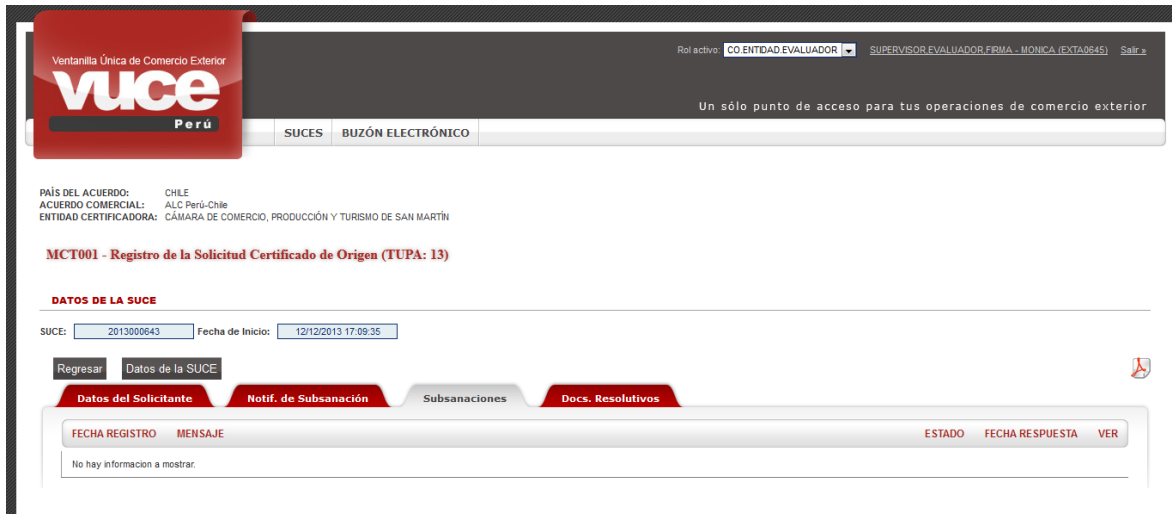 Ventanilla Única de Comercio Exterior
vuce
Perú
Rol activo: CO.ENTIDAD.EVALUADOR SUPERVISOR.EVALUADOR.FIRMA - MONICA (EXTA0645) Salir »
Un sólo punto de acceso para tus operaciones de comercio exterior
SUCES BUZÓN ELECTRÓNICO
PAÍS DEL ACUERDO: CHILE
ACUERDO COMERCIAL: ALC Perú-Chile
ENTIDAD CERTIFICADORA: CÁMARA DE COMERCIO, PRODUCCIÓN Y TURISMO DE SAN MARTÍN
MCT001 - Registro de la Solicitud Certificado de Origen (TUPA: 13)
DATOS DE LA SUCE
SUCE: 2013000643 Fecha de Inicio: 12/12/2013 17:09:35
Regresar Datos de la SUCE
Datos del Solicitante Notif. de Subsanación Subsanaciones Docs. Resolutivos
FECHA REGISTRO MENSAJE ESTADO FECHA RESPUESTA VER
No hay informacion a mostrar.